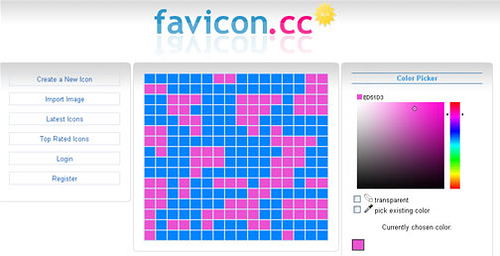 favicon.cc
Create a New Icon
Import Image
Latest Icons
Top Rated Icons
Login
Register
Color Picker
ED51D3
transparent
pick existing color
Currently chosen color: